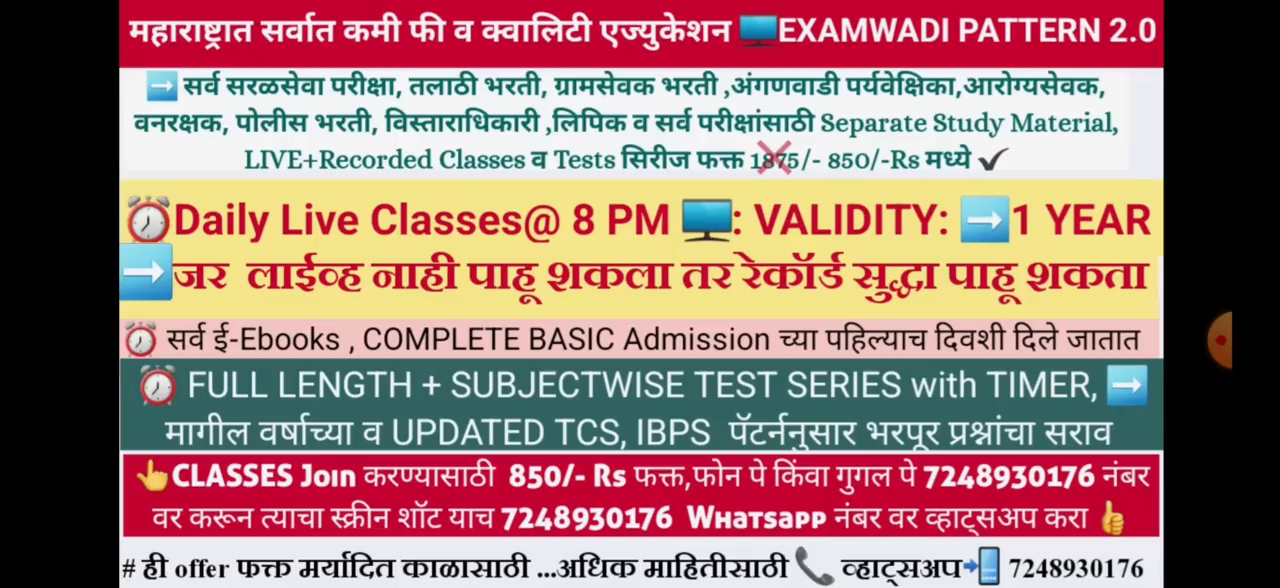 महाराष्ट्रात सर्वात कमी फी व क्वालिटी एज्युकेशन 🖥️EXAMWADI PATTERN 2.0
➡️ सर्व सरळसेवा परीक्षा, तलाठी भरती, ग्रामसेवक भरती ,अंगणवाडी पर्यवेक्षिका,आरोग्यसेवक,
वनरक्षक, पोलीस भरती, विस्ताराधिकारी ,लिपिक व सर्व परीक्षांसाठी Separate Study Material,
LIVE+Recorded Classes व Tests सिरीज फक्त 1875/- 850/-Rs मध्ये ✔
⏰Daily Live Classes@ 8 PM 🖥️: VALIDITY: ➡️1 YEAR
➡️जर लाईव्ह नाही पाहू शकला तर रेकॉर्ड सुद्धा पाहू शकता
⏰ सर्व ई-Ebooks , COMPLETE BASIC Admission च्या पहिल्याच दिवशी दिले जातात
⏰ FULL LENGTH + SUBJECTWISE TEST SERIES with TIMER, ➡️
मागील वर्षाच्या व UPDATED TCS, IBPS पॅटर्ननुसार भरपूर प्रश्नांचा सराव
👆CLASSES Join करण्यासाठी 850/- Rs फक्त,फोन पे किंवा गुगल पे 7248930176 नंबर
वर करून त्याचा स्क्रीन शॉट याच 7248930176 WHATSAPP नंबर वर व्हाट्सअप करा 👍
# ही offer फक्त मर्यादित काळासाठी ...अधिक माहितीसाठी 📞 व्हाट्सअप📲 7248930176